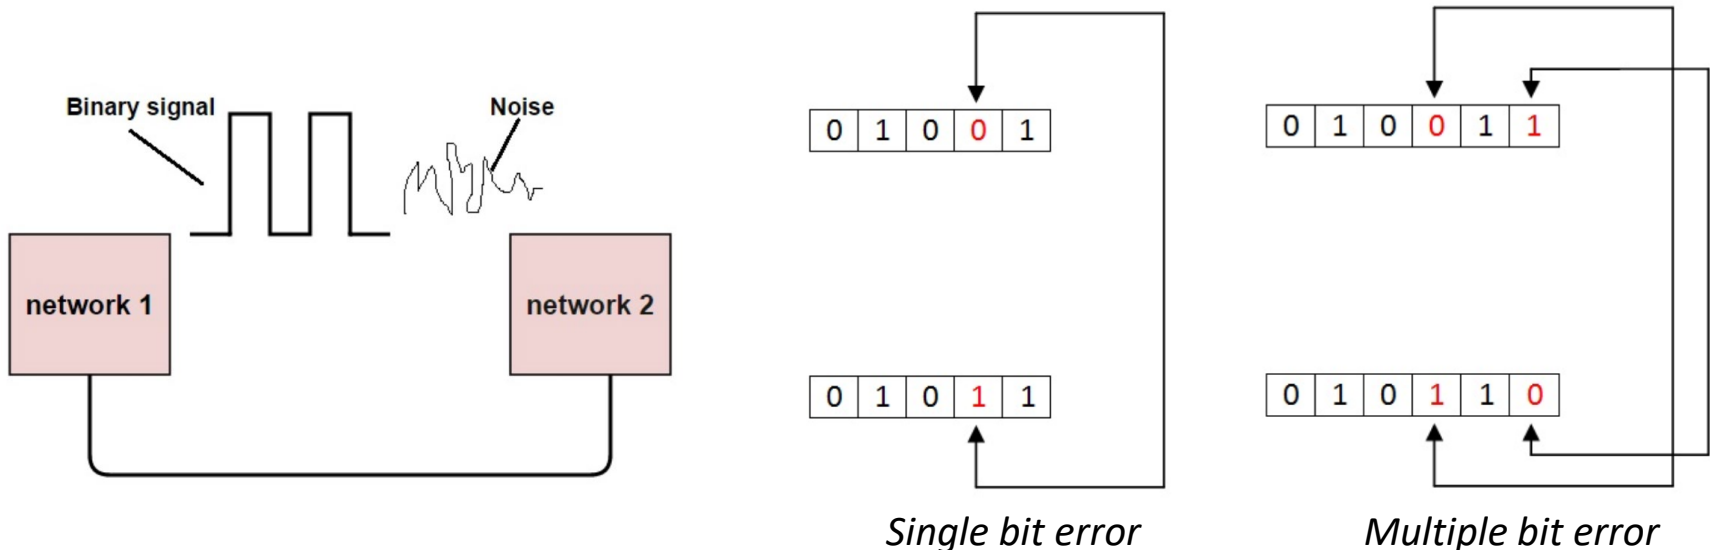 Binary signal
Noise
network 1
network 2
0 1 0 0 1
0 1 0 1 1
Single bit error
0 1 0 0 1 1
0 1 0 1 1 0
Multiple bit error